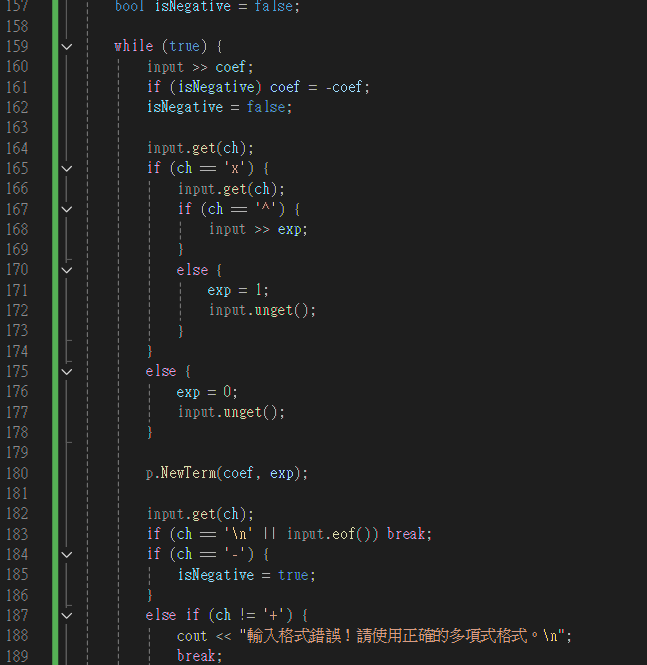 157 bool isNegative = false;
158
159 while (true) {
160 input >> coef;
161 if (isNegative) coef = -coef;
162 isNegative = false;
163
164 input.get(ch);
165 if (ch == 'x') {
166 input.get(ch);
167 if (ch == '^') {
168 input >> exp;
169 }
170 else {
171 exp = 1;
172 input.unget();
173 }
174 }
175 else {
176 exp = 0;
177 input.unget();
178 }
179
180 p.NewTerm(coef, exp);
181
182 input.get(ch);
183 if (ch == '\n' || input.eof()) break;
184 if (ch == '-') {
185 isNegative = true;
186 }
187 else if (ch != '+') {
188 cout << "輸入格式錯誤！請使用正確的多項式格式。\n";
189 break;